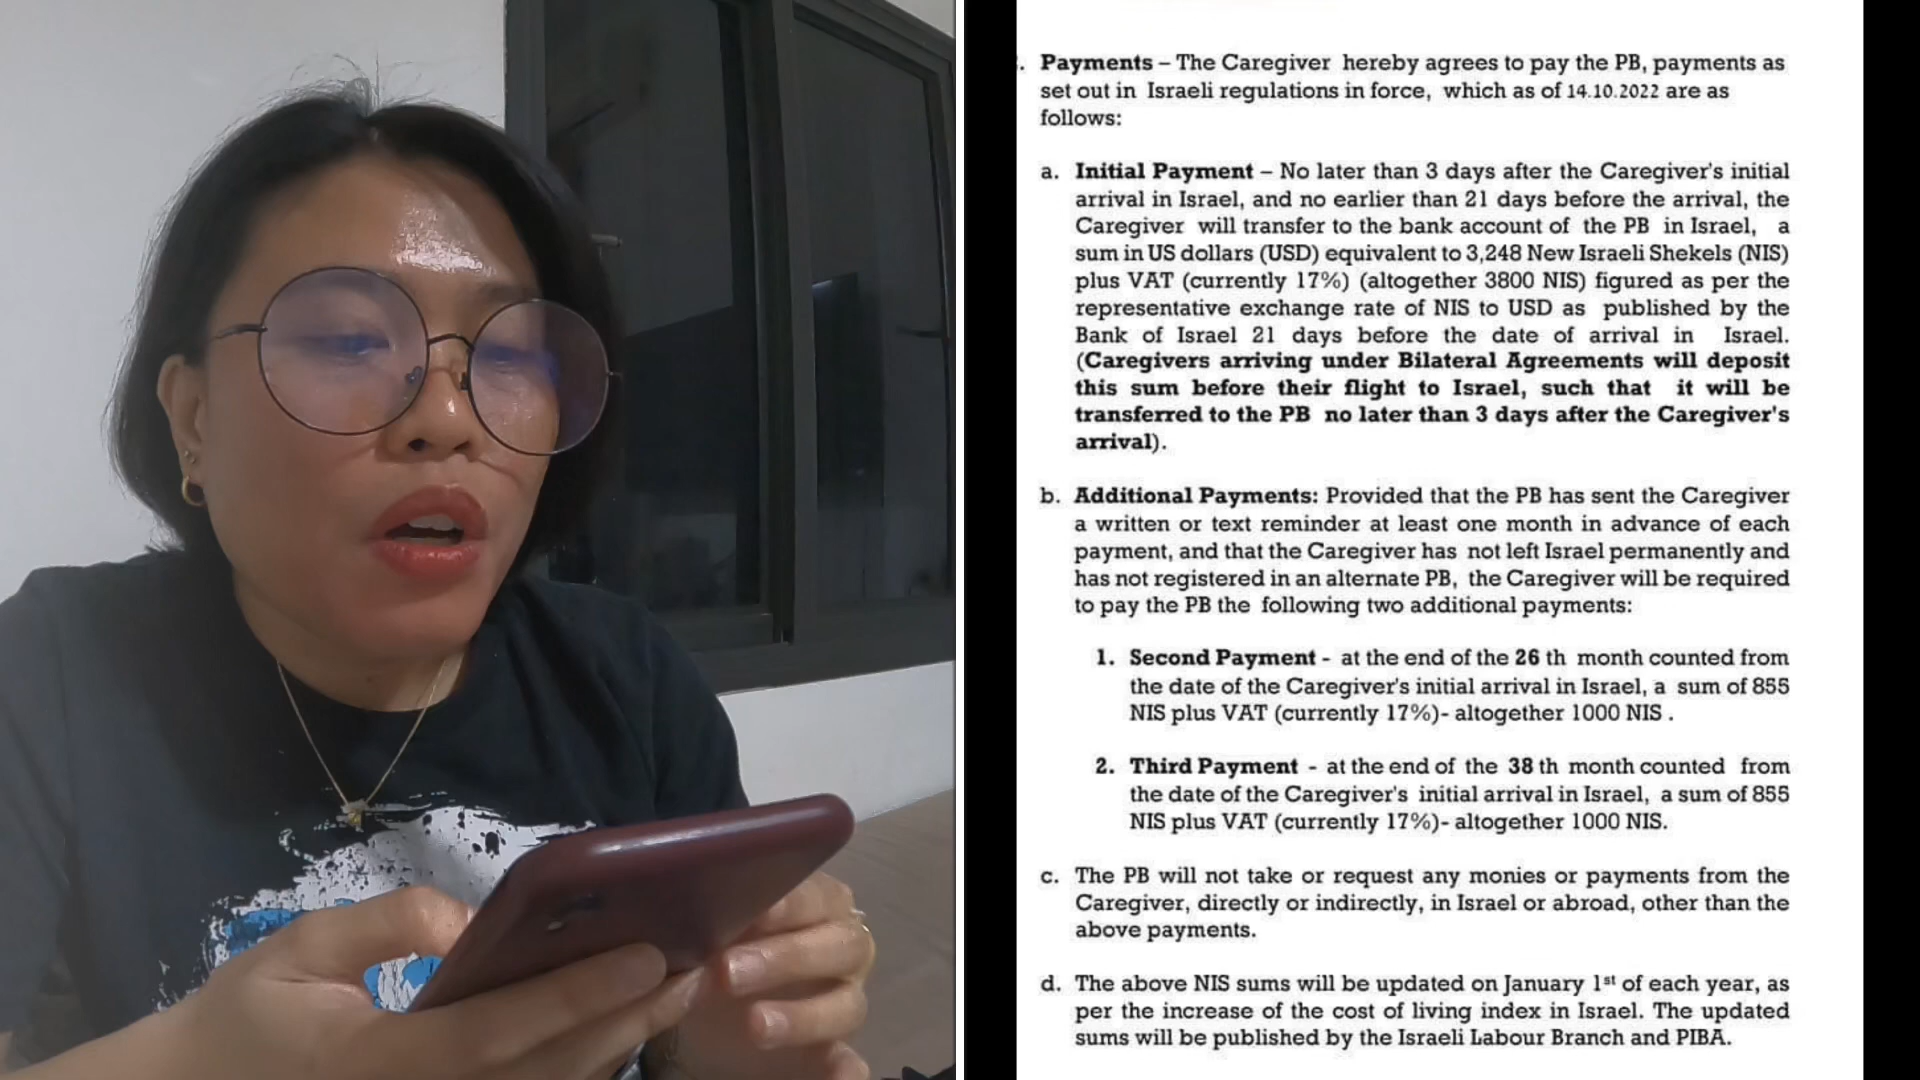 . Payments – The Caregiver hereby agrees to pay the PB, payments as
set out in Israeli regulations in force, which as of 14.10.2022 are as
follows:
a. Initial Payment – No later than 3 days after the Caregiver's initial
arrival in Israel, and no earlier than 21 days before the arrival, the
Caregiver will transfer to the bank account of the PB in Israel, a
sum in US dollars (USD) equivalent to 3,248 New Israeli Shekels (NIS)
plus VAT (currently 17%) (altogether 3800 NIS) figured as per the
representative exchange rate of NIS to USD as published by the
Bank of Israel 21 days before the date of arrival in Israel.
(Caregivers arriving under Bilateral Agreements will deposit
this sum before their flight to Israel, such that it will be
transferred to the PB no later than 3 days after the Caregiver's
arrival).
b. Additional Payments: Provided that the PB has sent the Caregiver
a written or text reminder at least one month in advance of each
payment, and that the Caregiver has not left Israel permanently and
has not registered in an alternate PB, the Caregiver will be required
to pay the PB the following two additional payments:
1. Second Payment - at the end of the 26 th month counted from
the date of the Caregiver's initial arrival in Israel, a sum of 855
NIS plus VAT (currently 17%)- altogether 1000 NIS .
2. Third Payment - at the end of the 38 th month counted from
the date of the Caregiver's initial arrival in Israel, a sum of 855
NIS plus VAT (currently 17%)- altogether 1000 NIS.
c. The PB will not take or request any monies or payments from the
Caregiver, directly or indirectly, in Israel or abroad, other than the
above payments.
d. The above NIS sums will be updated on January 1st of each year, as
per the increase of the cost of living index in Israel. The updated
sums will be published by the Israeli Labour Branch and PIBA.